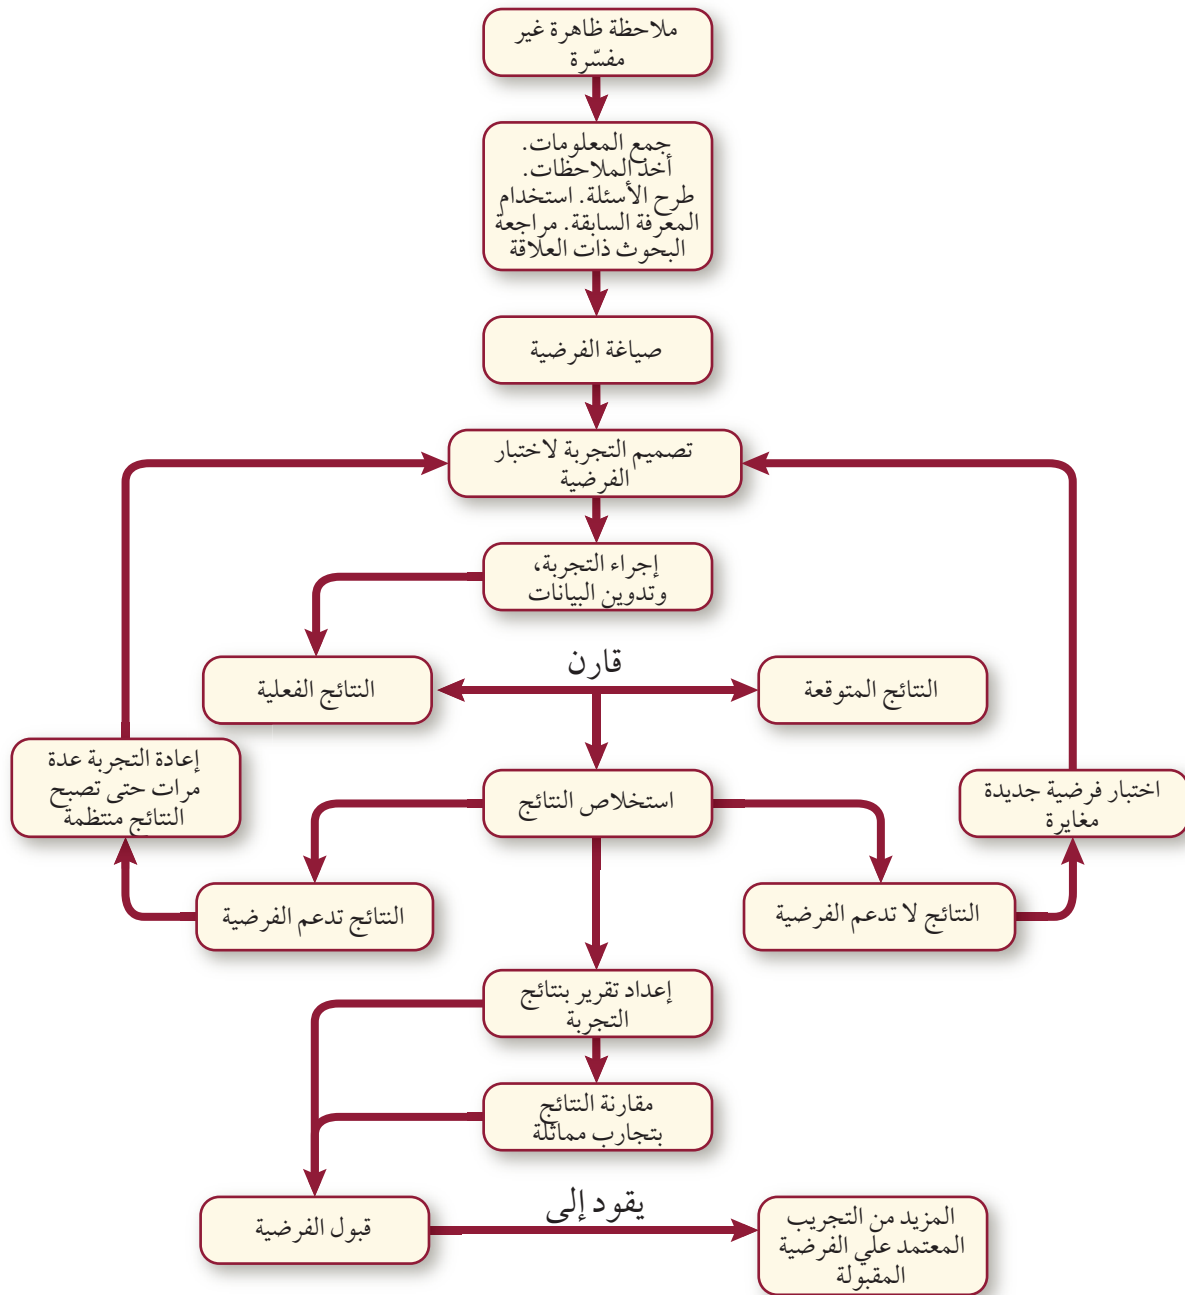 ملاحظة ظاهرة غير
مفسّرة
جمع المعلومات.
أخذ الملاحظات.
طرح الأسئلة. استخدام
المعرفة السابقة. مراجعة
البحوث ذات العلاقة
صياغة الفرضية
تصميم التجربة لاختبار
الفرضية
إجراء التجربة،
وتدوين البيانات
قارن
النتائج المتوقعة
النتائج الفعلية
اختبار فرضية جديدة
مغايرة
استخلاص النتائج
إعادة التجربة عدة
مرات حتى تصبح
النتائج منتظمة
النتائج لا تدعم الفرضية
النتائج تدعم الفرضية
إعداد تقرير بنتائج
التجربة
مقارنة النتائج
بتجارب مماثلة
قبول الفرضية
يقود إلى
المزيد من التجريب
المعتمد علي الفرضية
المقبولة